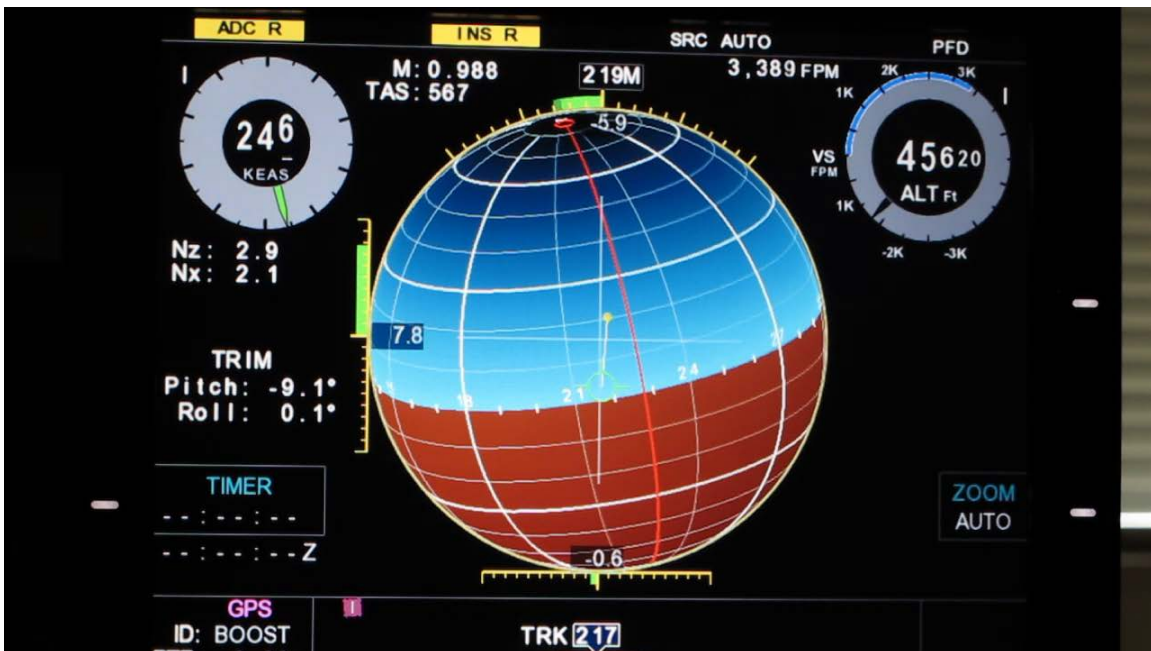 ADC R
INS R
SRC AUTO
PFD
M: 0.988
TAS: 567
219M
3,389 FPM
246
KEAS
-5.9
1K
2K
3K
VS
FPM
45620
ALT Ft
1K
-2K
-3K
Nz: 2.9
Nx: 2.1
7.8
TRIM
Pitch: -9.1°
Roll: 0.1°
18
21
24
27
TIMER
--:--:--
--:--:--Z
ZOOM
AUTO
-0.6
GPS
I
ID: BOOST
TRK 217